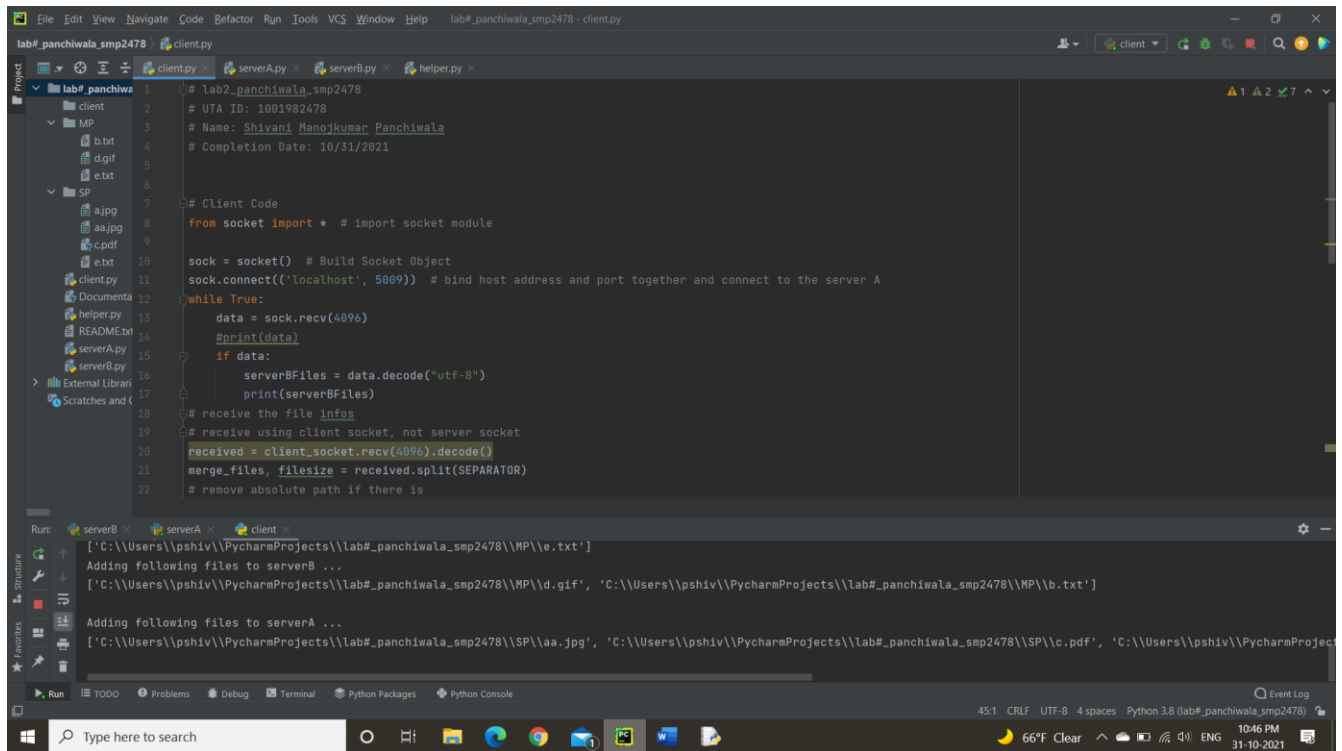 File Edit View Navigate Code Refactor Run Tools VCS Window Help lab#_panchiwala_smp2478 - client.py
lab#_panchiwala_smp2478 client.py
client
client.py serverA.py serverB.py helper.py
Project
lab#_panchiwa
client
MP
b.txt
d.gif
e.txt
SP
a.jpg
aa.jpg
c.pdf
e.txt
client.py
Documenta
helper.py
README.txt
serverA.py
serverB.py
External Librari
Scratches and C
1 # lab2_panchiwala_smp2478
2 # UTA ID: 1001982478
3 # Name: Shivani Manojkumar Panchiwala
4 # Completion Date: 10/31/2021
5
6
7 # Client Code
8 from socket import * # import socket module
9
10 sock = socket() # Build Socket Object
11 sock.connect(('localhost', 5009)) # bind host address and port together and connect to the server A
12 while True:
13 data = sock.recv(4096)
14 #print(data)
15 if data:
16 serverBFiles = data.decode("utf-8")
17 print(serverBFiles)
18 # receive the file infos
19 # receive using client socket, not server socket
20 received = client_socket.recv(4096).decode()
21 merge_files, filesize = received.split(SEPARATOR)
22 # remove absolute path if there is
1 2 7
Run: serverB serverA client
['C:\\Users\\pshiv\\PycharmProjects\\lab#_panchiwala_smp2478\\MP\\e.txt']
Adding following files to serverB ...
['C:\\Users\\pshiv\\PycharmProjects\\lab#_panchiwala_smp2478\\MP\\d.gif', 'C:\\Users\\pshiv\\PycharmProjects\\lab#_panchiwala_smp2478\\MP\\b.txt']
Adding following files to serverA ...
['C:\\Users\\pshiv\\PycharmProjects\\lab#_panchiwala_smp2478\\SP\\aa.jpg', 'C:\\Users\\pshiv\\PycharmProjects\\lab#_panchiwala_smp2478\\SP\\c.pdf', 'C:\\Users\\pshiv\\PycharmProject
Structure
Favorites
Run TODO Problems Debug Terminal Python Packages Python Console Event Log
45:1 CRLF UTF-8 4 spaces Python 3.8 (lab#_panchiwala_smp2478)
Type here to search
66°F Clear ENG 10:46 PM
31-10-2021